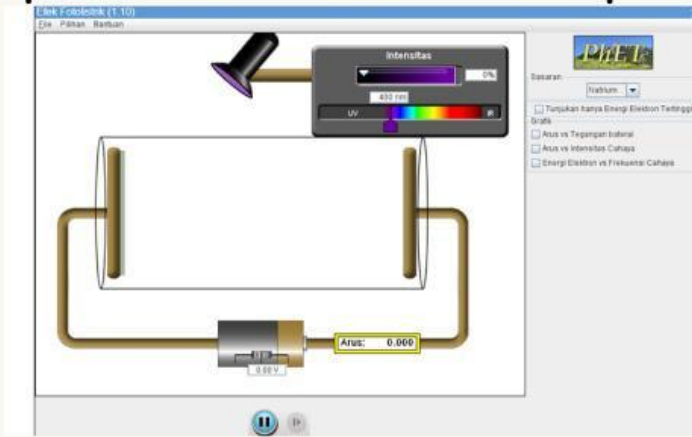 Efek Fotolistrik (1.10)
File Pilihan Bantuan
Intensitas
0%
400 nm
UV
IR
PhET
Sasaran
Natrium
Tunjukan hanya Energi Elektron Tertinggi
Grafik
Arus vs Tegangan baterai
Arus vs Intensitas Cahaya
Energi Elektron vs Frekuensi Cahaya
Arus: 0.000
0.00 V